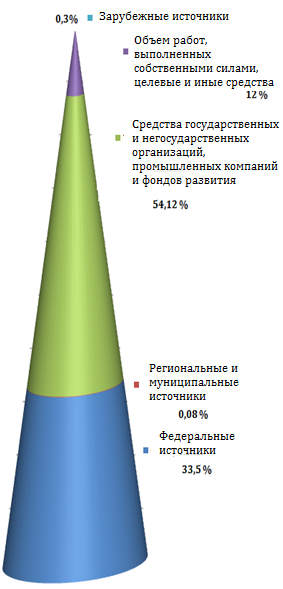 0,3%
Зарубежные источники
Объем работ,
выполненных
собственными силами,
целевые и иные средства
12 %
Средства государственных
и негосударственных
организаций,
промышленных компаний
и фондов развития
54,12 %
Региональные и
муниципальные
источники
0,08 %
Федеральные
источники
33,5 %